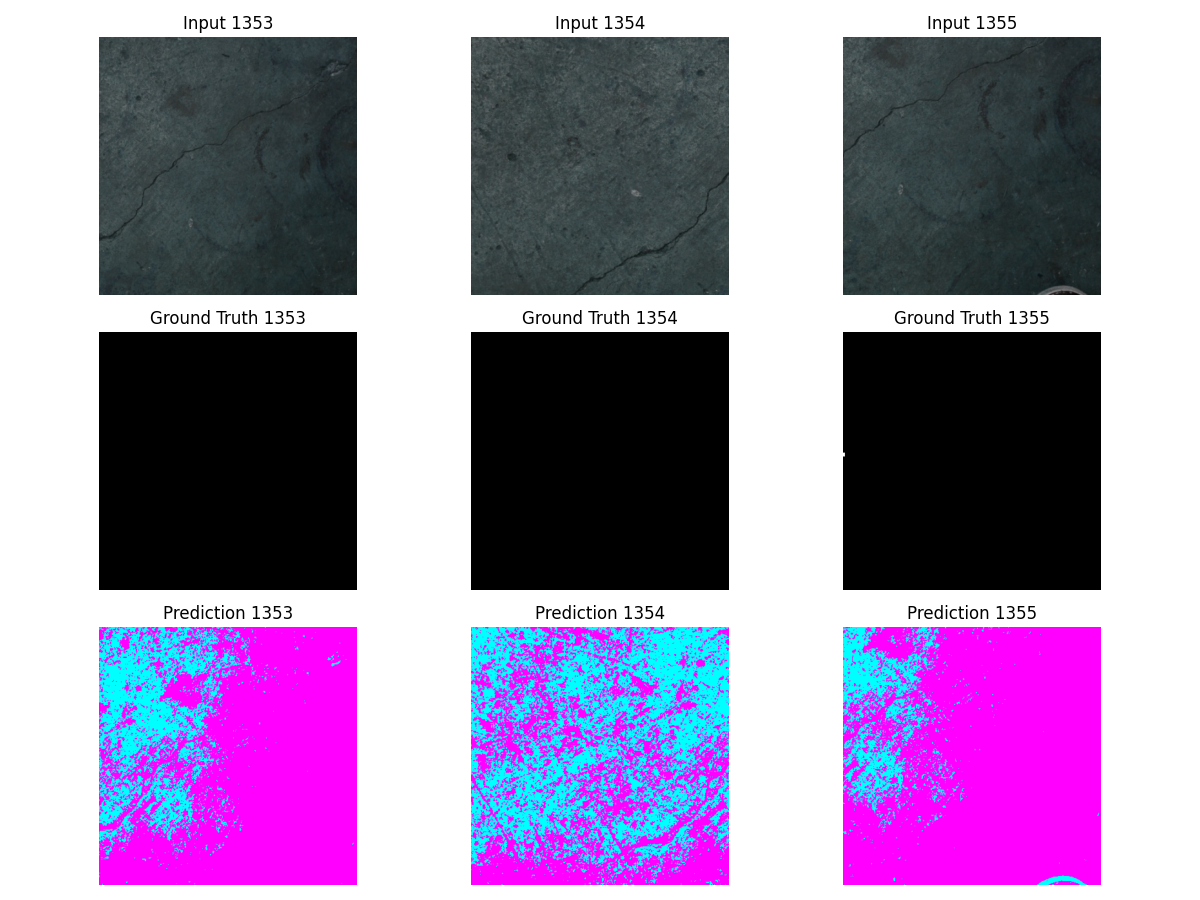 Input 1353
Input 1354
Input 1355
Ground Truth 1353
Ground Truth 1354
Ground Truth 1355
Prediction 1353
Prediction 1354
Prediction 1355